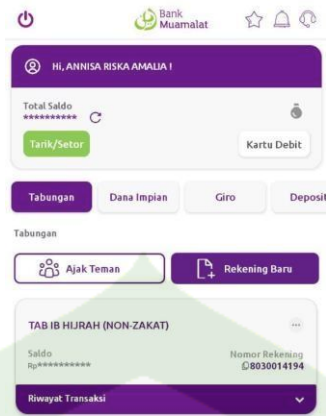 Bank
Muamalat
Hi, ANNISA RISKA AMALIA !
Total Saldo
**********
Tarik/Setor
Kartu Debit
Tabungan
Dana Impian
Giro
Deposit
Tabungan
Ajak Teman
Rekening Baru
TAB IB HIJRAH (NON-ZAKAT)
...
Saldo
Nomor Rekening
Rp**********
8030014194
Riwayat Transaksi